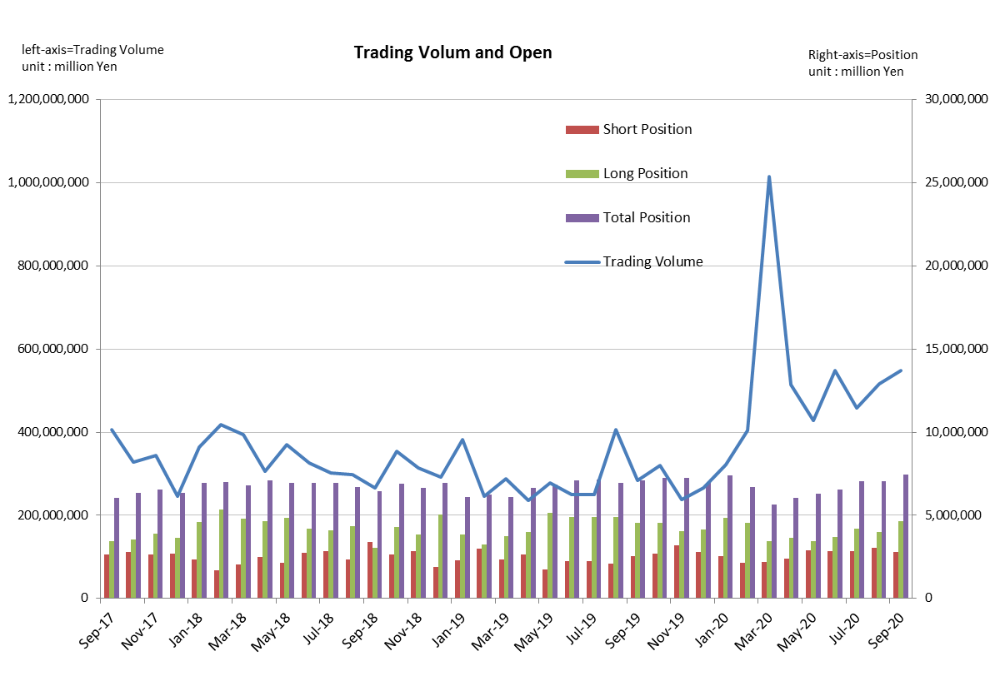 left-axis=Trading Volume
unit : million Yen
Trading Volum and Open
Right-axis=Position
unit : million Yen
1,200,000,000
1,000,000,000
800,000,000
600,000,000
400,000,000
200,000,000
0
30,000,000
25,000,000
20,000,000
15,000,000
10,000,000
5,000,000
0
Short Position
Long Position
Total Position
Trading Volume
Sep-17
Nov-17
Jan-18
Mar-18
May-18
Jul-18
Sep-18
Nov-18
Jan-19
Mar-19
May-19
Jul-19
Sep-19
Nov-19
Jan-20
Mar-20
May-20
Jul-20
Sep-20